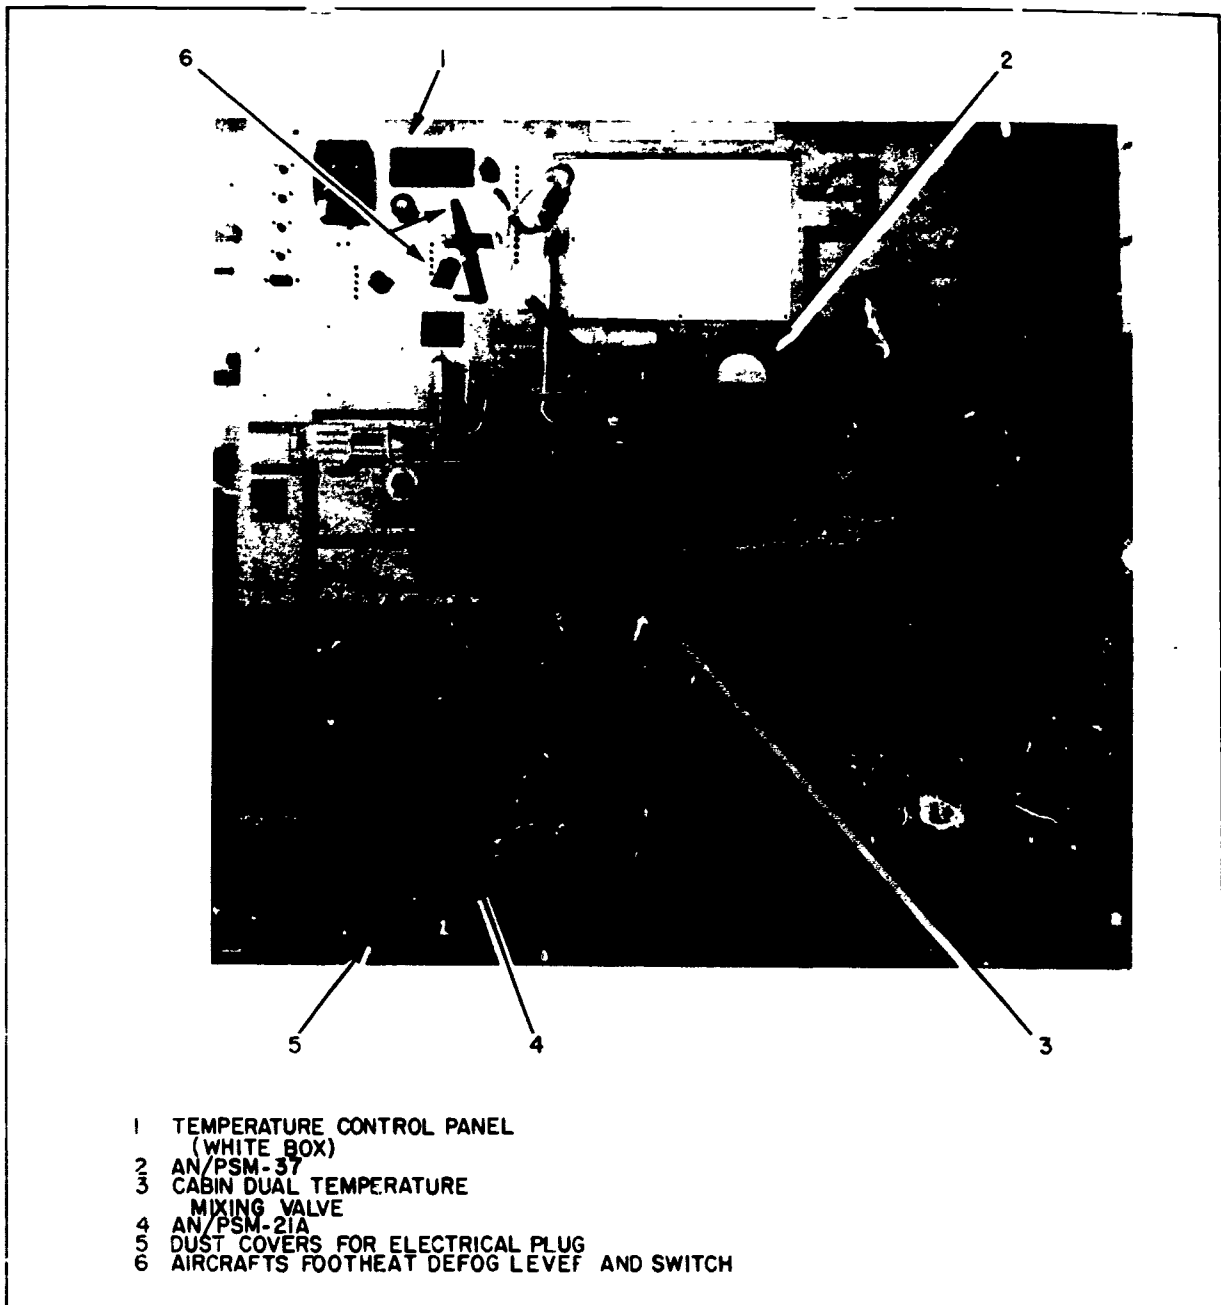 6 1 2
5 4 3
1 TEMPERATURE CONTROL PANEL
(WHITE BOX)
2 AN/PSM-37
3 CABIN DUAL TEMPERATURE
MIXING VALVE
4 AN/PSM-21A
5 DUST COVERS FOR ELECTRICAL PLUG
6 AIRCRAFTS FOOTHEAT DEFOG LEVEF AND SWITCH